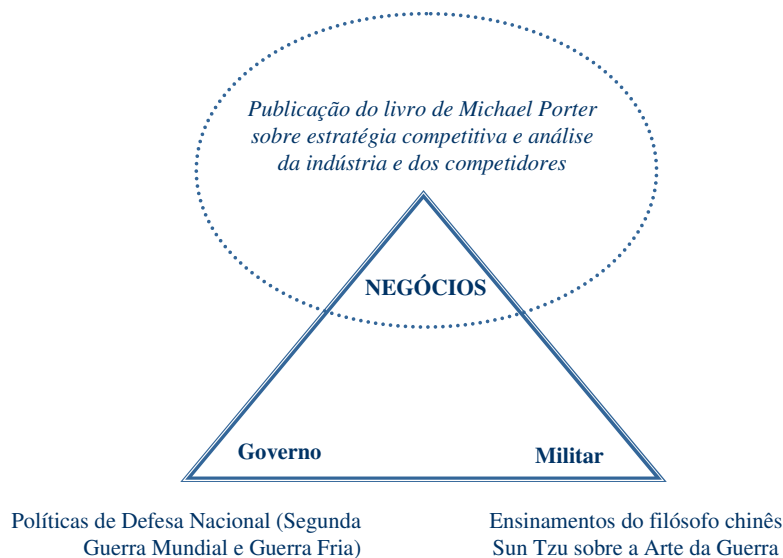 Publicação do livro de Michael Porter
sobre estratégia competitiva e análise
da indústria e dos competidores
NEGÓCIOS
Governo
Militar
Políticas de Defesa Nacional (Segunda
Guerra Mundial e Guerra Fria)
Ensinamentos do filósofo chinês
Sun Tzu sobre a Arte da Guerra